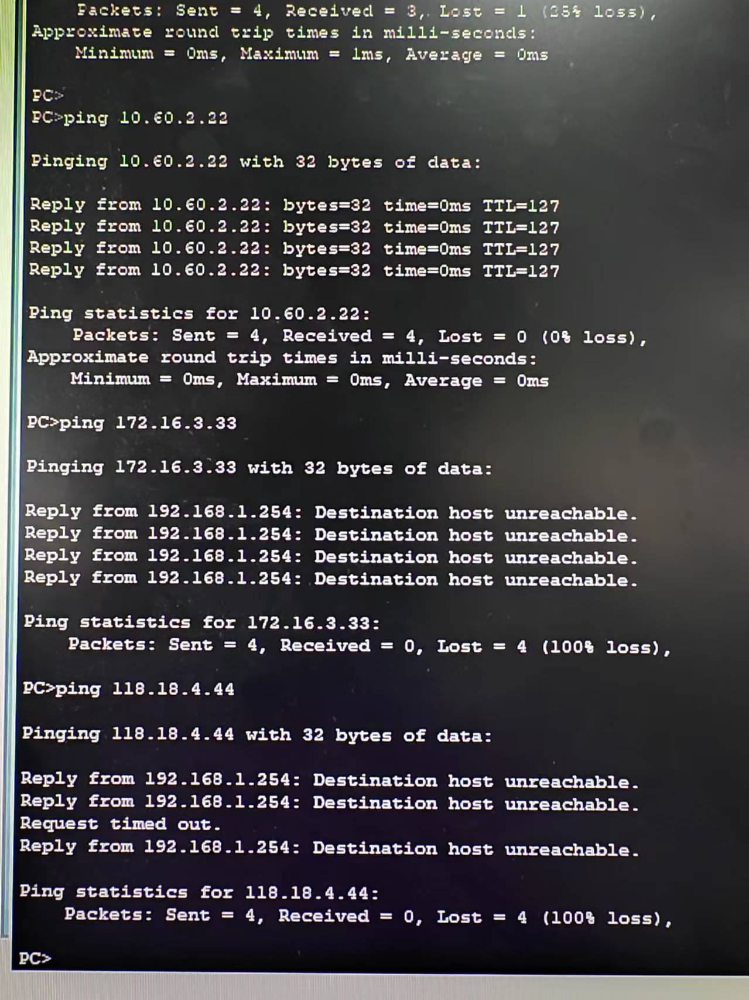 Packets: Sent = 4, Received = 3, Lost = 1 (25% loss),
Approximate round trip times in milli-seconds:
Minimum = 0ms, Maximum = 1ms, Average = 0ms
PC>
PC>ping 10.60.2.22
Pinging 10.60.2.22 with 32 bytes of data:
Reply from 10.60.2.22: bytes=32 time=0ms TTL=127
Reply from 10.60.2.22: bytes=32 time=0ms TTL=127
Reply from 10.60.2.22: bytes=32 time=0ms TTL=127
Reply from 10.60.2.22: bytes=32 time=0ms TTL=127
Ping statistics for 10.60.2.22:
Packets: Sent = 4, Received = 4, Lost = 0 (0% loss),
Approximate round trip times in milli-seconds:
Minimum = 0ms, Maximum = 0ms, Average = 0ms
PC>ping 172.16.3.33
Pinging 172.16.3.33 with 32 bytes of data:
Reply from 192.168.1.254: Destination host unreachable.
Reply from 192.168.1.254: Destination host unreachable.
Reply from 192.168.1.254: Destination host unreachable.
Reply from 192.168.1.254: Destination host unreachable.
Ping statistics for 172.16.3.33:
Packets: Sent = 4, Received = 0, Lost = 4 (100% loss),
PC>ping 118.18.4.44
Pinging 118.18.4.44 with 32 bytes of data:
Reply from 192.168.1.254: Destination host unreachable.
Reply from 192.168.1.254: Destination host unreachable.
Request timed out.
Reply from 192.168.1.254: Destination host unreachable.
Ping statistics for 118.18.4.44:
Packets: Sent = 4, Received = 0, Lost = 4 (100% loss),
PC>